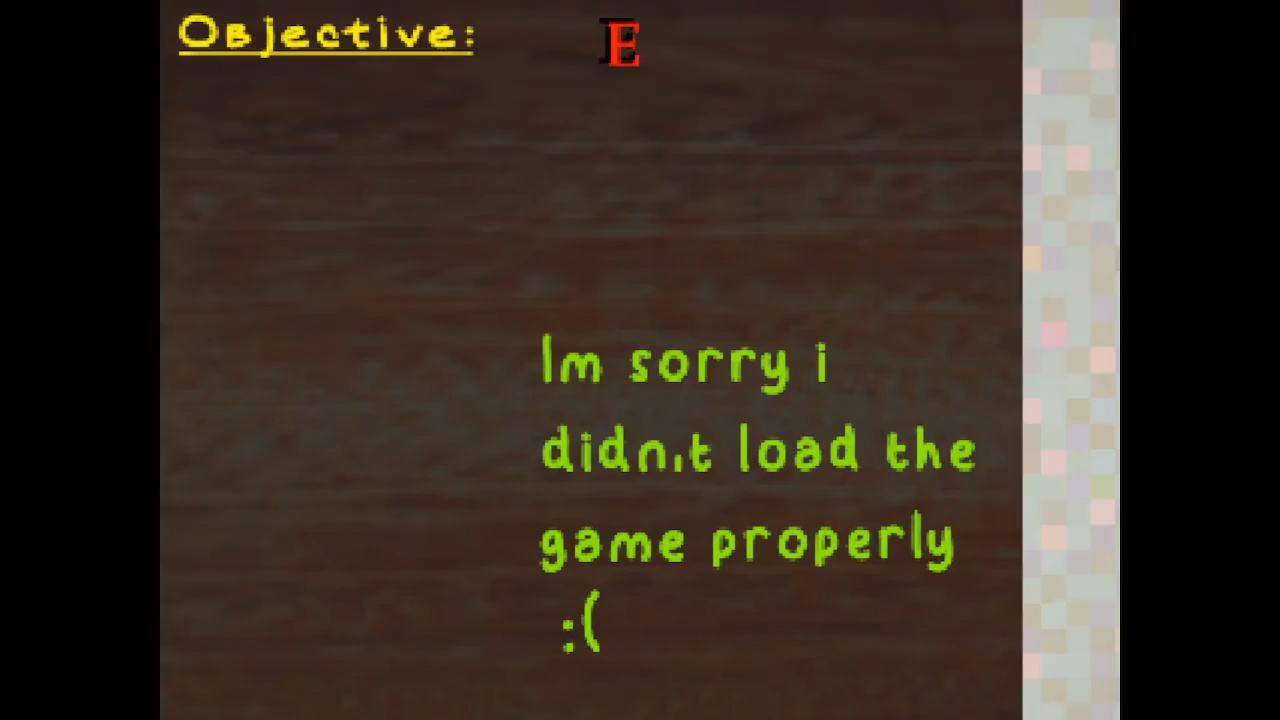 Objective:
E
Im sorry i
didn,t load the
game properly
:(